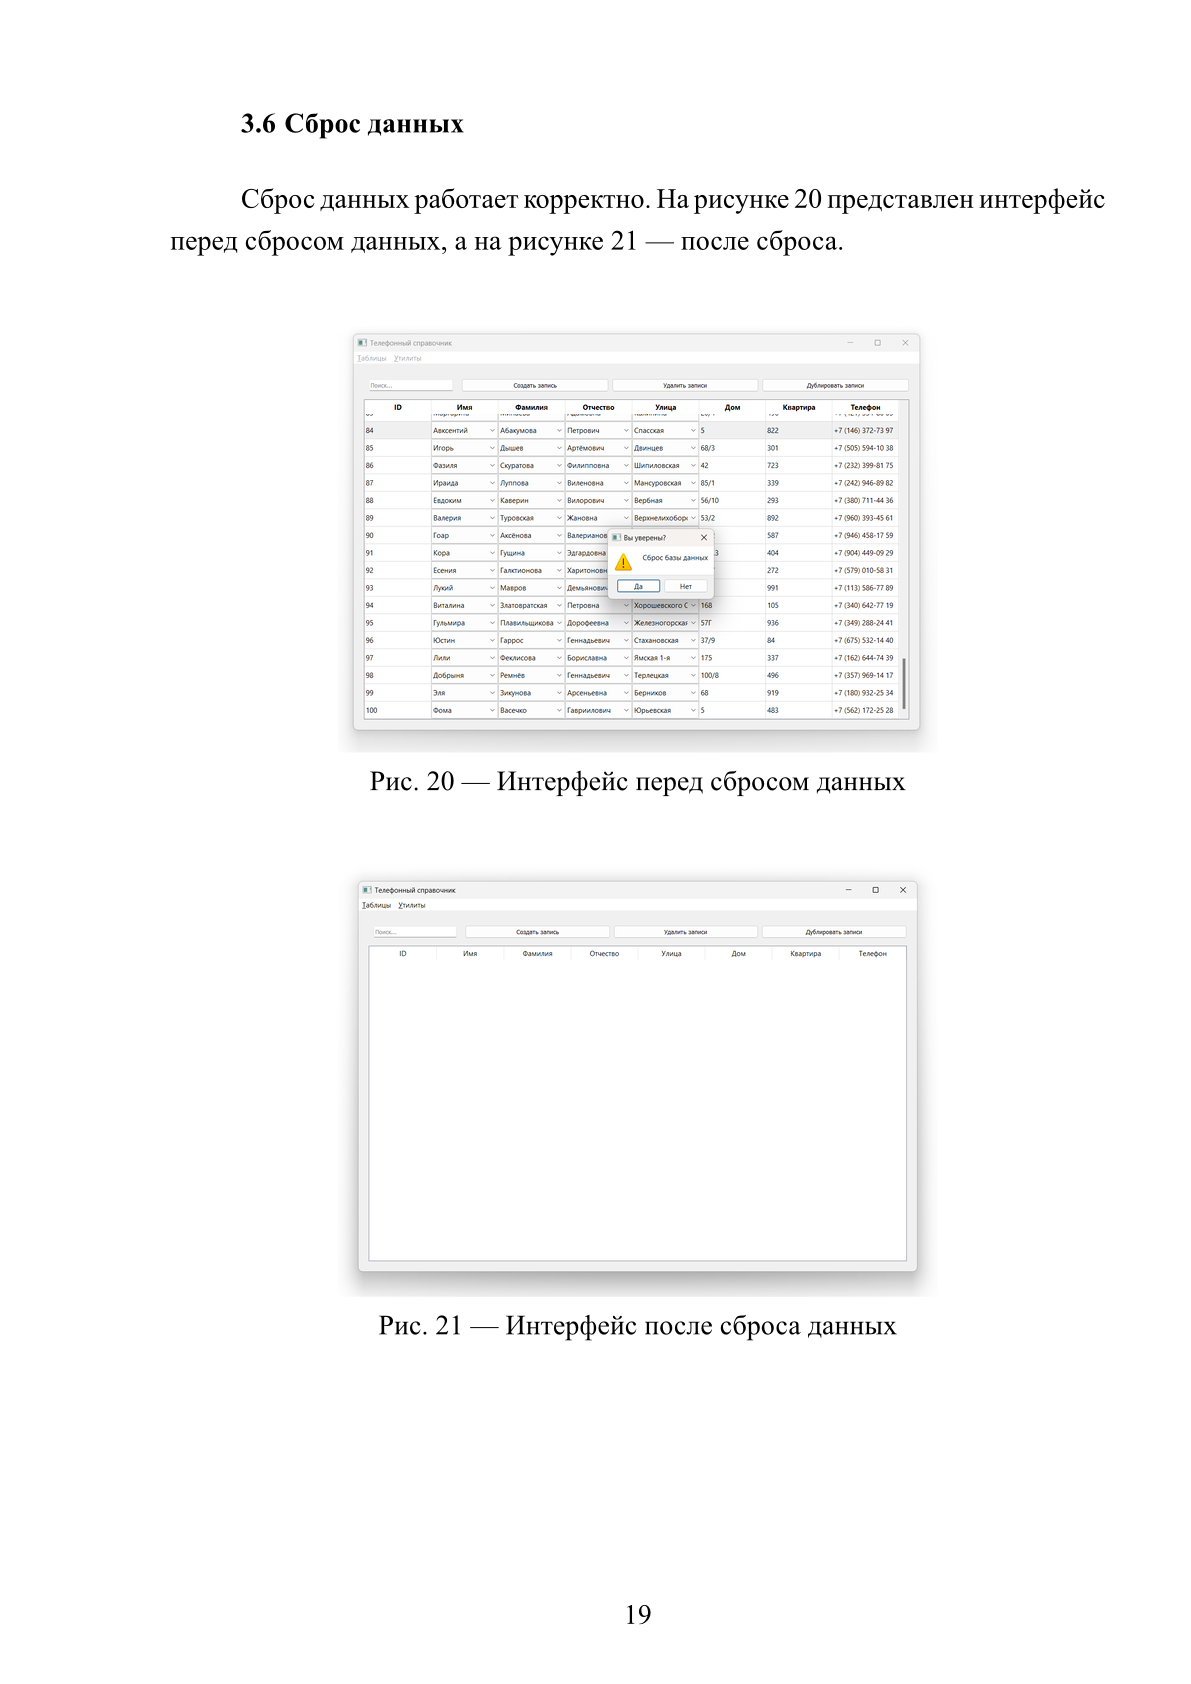 3.6 Сброс данных
Сброс данных работает корректно. На рисунке 20 представлен интерфейс
перед сбросом данных, а на рисунке 21 — после сброса.
Телефонный справочник
Таблицы Утилиты
Поиск... Создать запись Удалить записи Дублировать записи
ID Имя Фамилия Отчество Улица Дом Квартира Телефон
84 Авксентий Абакумова Петрович Спасская 5 822 +7 (146) 372-73 97
85 Игорь Дышев Артёмович Двинцев 68/3 301 +7 (505) 594-10 38
86 Фазиля Скуратова Филипповна Шипиловская 42 723 +7 (232) 399-81 75
87 Ираида Луппова Виленовна Мансуровская 85/1 339 +7 (242) 946-89 82
88 Евдоким Каверин Вилорович Вербная 56/10 293 +7 (380) 711-44 36
89 Валерия Туровская Жановна Верхнелихобор 53/2 892 +7 (960) 393-45 61
90 Гоар Аксёнова Валерианов 587 +7 (946) 458-17 59
91 Кора Гущина Эдгардовна 3 404 +7 (904) 449-09 29
92 Есения Галктионова Харитоновн 272 +7 (579) 010-58 31
93 Лукий Мавров Демьянович 991 +7 (113) 586-77 89
94 Виталина Златовратская Петровна Хорошевского С 168 105 +7 (340) 642-77 19
95 Гульмира Плавильщикова Дорофеевна Железногорская 57Г 936 +7 (349) 288-24 41
96 Юстин Гаррос Геннадьевич Стахановская 37/9 84 +7 (675) 532-14 40
97 Лили Феклисова Бориславна Ямская 1-я 175 337 +7 (162) 644-74 39
98 Добрыня Ремнёв Геннадьевич Терлецкая 100/8 496 +7 (357) 969-14 17
99 Эля Зикунова Арсеньевна Берников 68 919 +7 (180) 932-25 34
100 Фома Васечко Гавриилович Юрьевская 5 483 +7 (562) 172-25 28
Вы уверены?
Сброс базы данных
Да Нет
Рис. 20 — Интерфейс перед сбросом данных
Телефонный справочник
Таблицы Утилиты
Поиск... Создать запись Удалить записи Дублировать записи
ID Имя Фамилия Отчество Улица Дом Квартира Телефон
Рис. 21 — Интерфейс после сброса данных
19